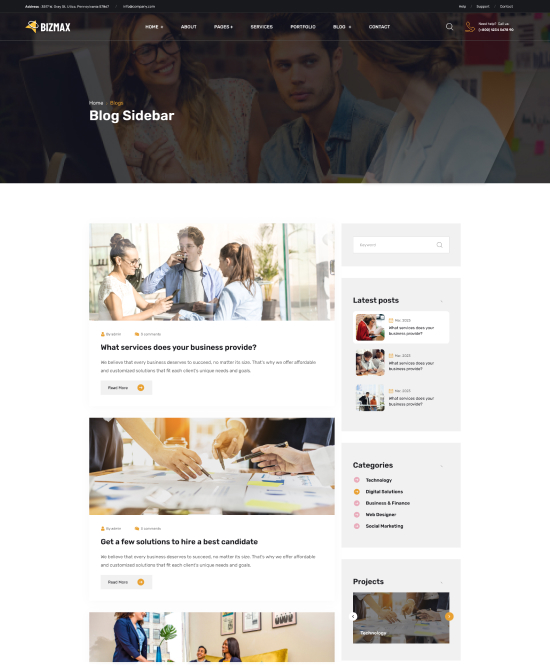 Address 3517 W. Gray St. Utica, Pennsylvania 57867 info@company.com Help Support Contact
BIZMAX HOME + ABOUT PAGES + SERVICES PORTFOLIO BLOG + CONTACT Need help? Call us:
(+800) 1234 5678 90
Home Blogs
Blog Sidebar
Keyword
By admin 0 comments
What services does your business provide?
We believe that every business deserves to succeed, no matter its size. That's why we offer affordable
and customized solutions that fit each client's unique needs and goals.
Read More
Latest posts
Dec, 2023
What services does your
business provide?
Dec, 2023
What services does your
business provide?
Dec, 2023
What services does your
business provide?
By admin 0 comments
Get a few solutions to hire a best candidate
We believe that every business deserves to succeed, no matter its size. That's why we offer affordable
and customized solutions that fit each client's unique needs and goals.
Read More
Categories
Technology
Digital Solutions
Business & Finance
Web Designer
Social Marketing
Projects
Technology